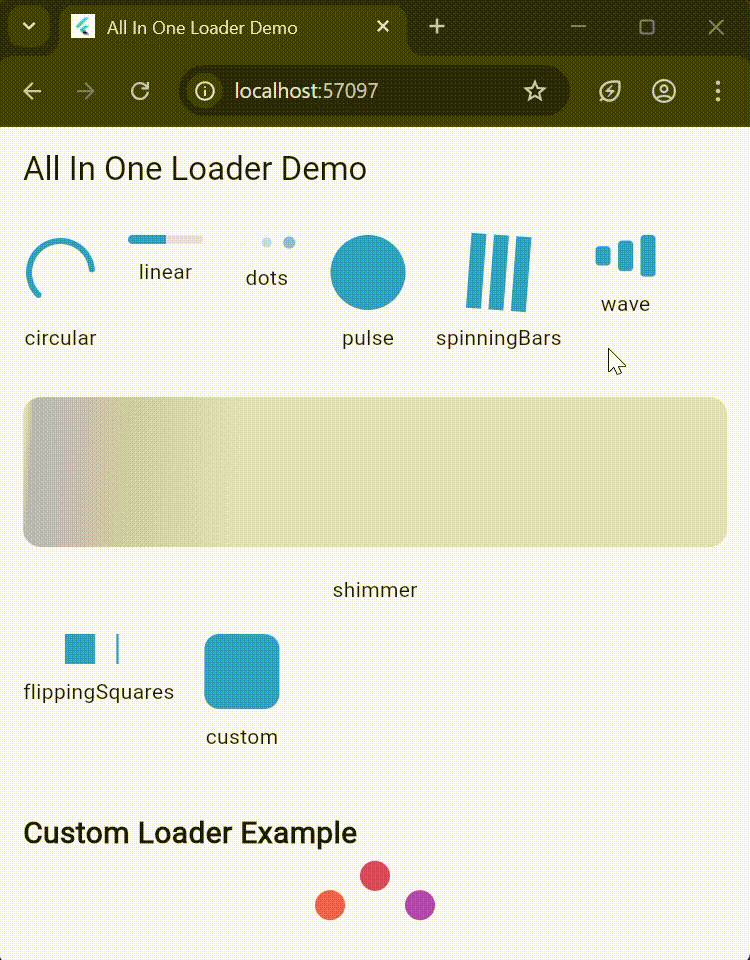 All In One Loader Demo
localhost:57097
All In One Loader Demo
circular
linear
dots
pulse
spinningBars
wave
shimmer
flippingSquares
custom
Custom Loader Example